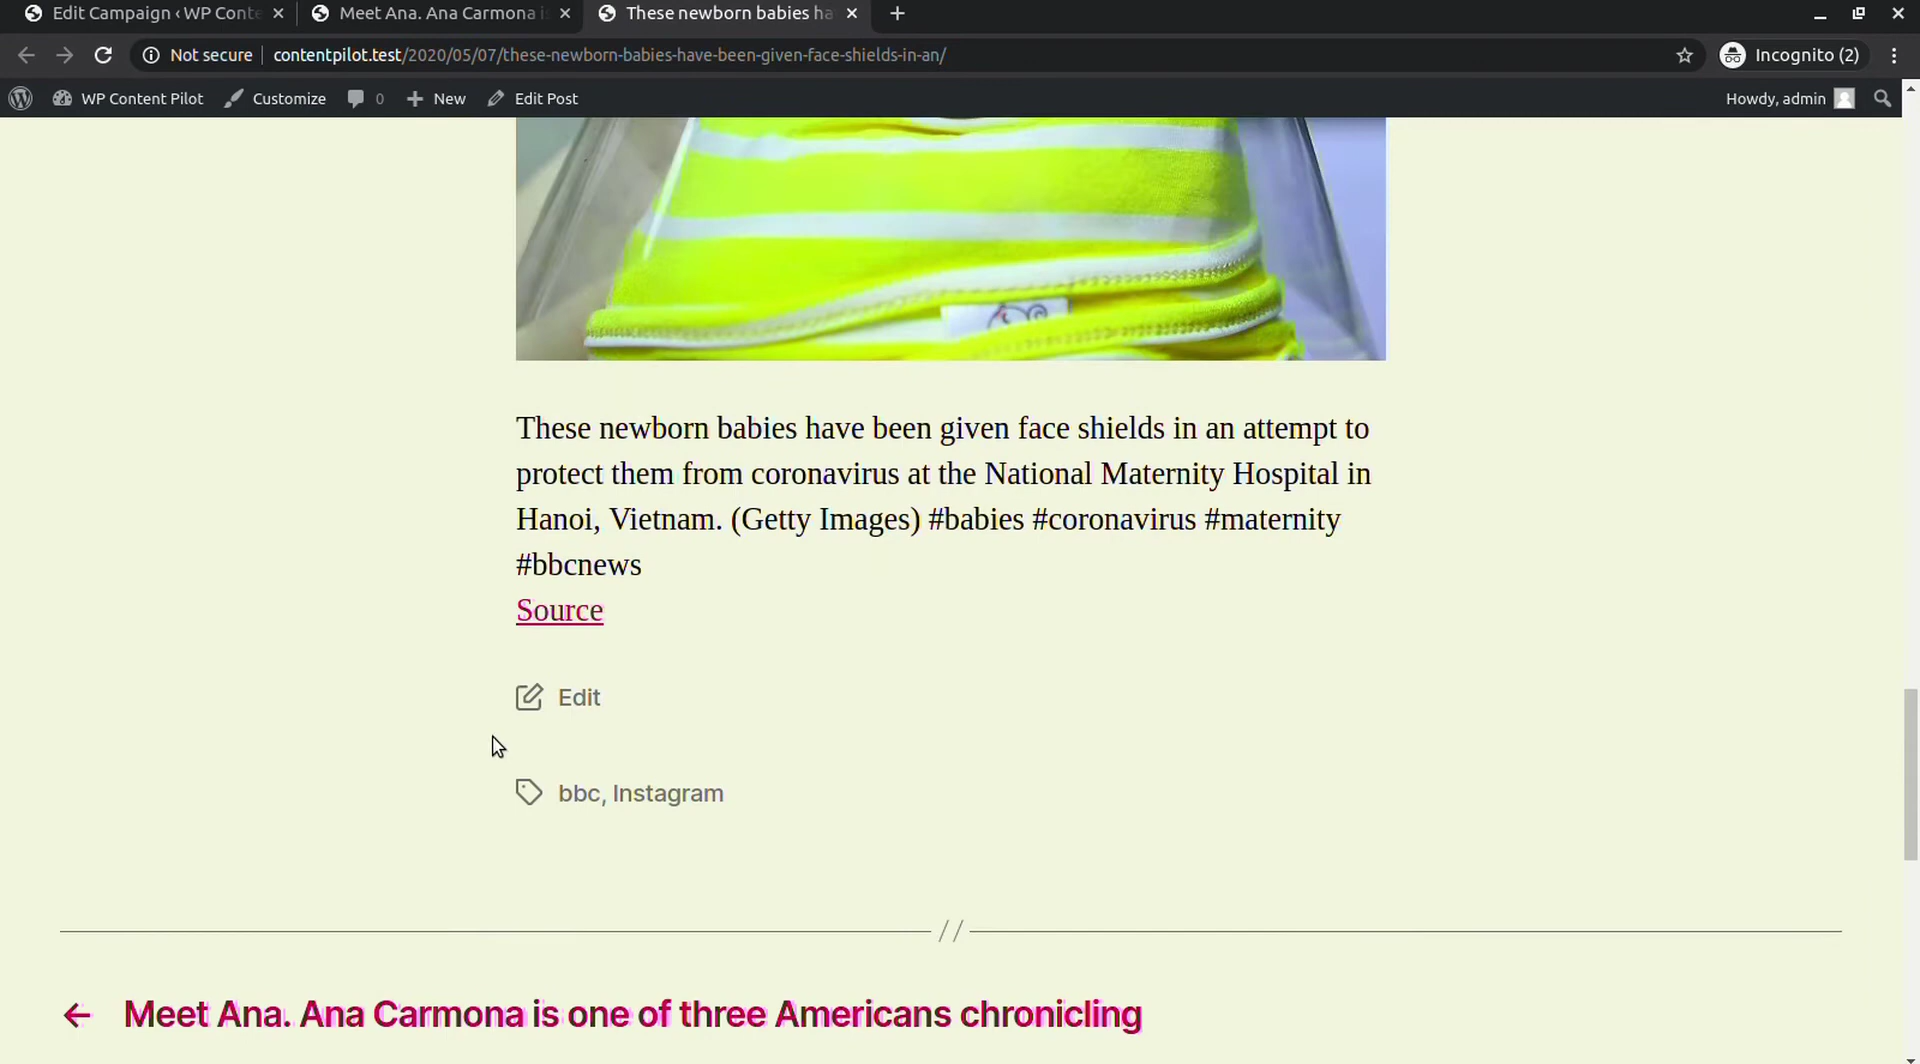 Edit Campaign ‹ WP Conte
Meet Ana. Ana Carmona is
These newborn babies ha
Not secure
contentpilot.test/2020/05/07/these-newborn-babies-have-been-given-face-shields-in-an/
Incognito (2)
WP Content Pilot
Customize
0
New
Edit Post
Howdy, admin
These newborn babies have been given face shields in an attempt to
protect them from coronavirus at the National Maternity Hospital in
Hanoi, Vietnam. (Getty Images) #babies #coronavirus #maternity
#bbcnews
Source
Edit
bbc, Instagram
//
Meet Ana. Ana Carmona is one of three Americans chronicling